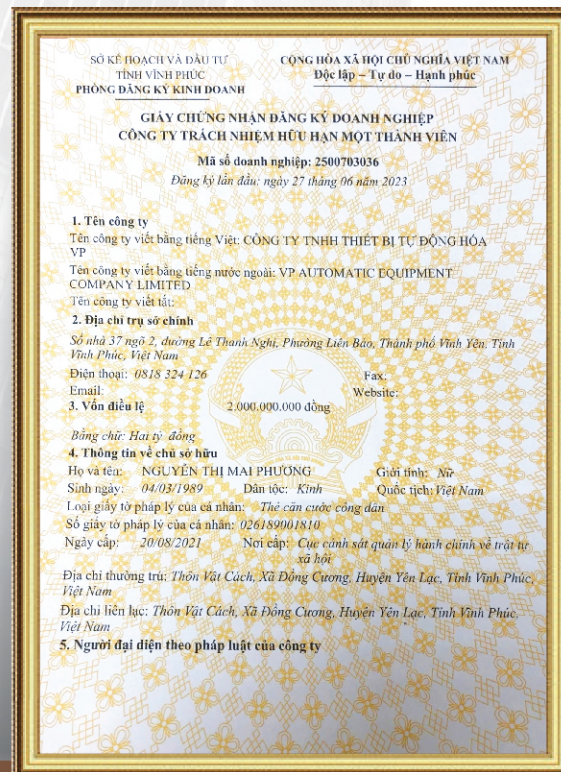 SỞ KẾ HOẠCH VÀ ĐẦU TƯ
TỈNH VĨNH PHÚC
PHÒNG ĐĂNG KÝ KINH DOANH
CỘNG HÒA XÃ HỘI CHỦ NGHĨA VIỆT NAM
Độc lập – Tự do – Hạnh phúc
GIẤY CHỨNG NHẬN ĐĂNG KÝ DOANH NGHIỆP
CÔNG TY TRÁCH NHIỆM HỮU HẠN MỘT THÀNH VIÊN
Mã số doanh nghiệp: 2500703036
Đăng ký lần đầu: ngày 27 tháng 06 năm 2023
1. Tên công ty
Tên công ty viết bằng tiếng Việt: CÔNG TY TNHH THIẾT BỊ TỰ ĐỘNG HÓA
VP
Tên công ty viết bằng tiếng nước ngoài: VP AUTOMATIC EQUIPMENT
COMPANY LIMITED
Tên công ty viết tắt:
2. Địa chỉ trụ sở chính
Số nhà 37 ngõ 2, đường Lê Thanh Nghị, Phường Liên Bảo, Thành phố Vĩnh Yên, Tỉnh
Vĩnh Phúc, Việt Nam
Điện thoại: 0818 324 126 Fax:
Email: Website:
3. Vốn điều lệ 2.000.000.000 đồng
Bằng chữ: Hai tỷ đồng
4. Thông tin về chủ sở hữu
Họ và tên: NGUYỄN THỊ MAI PHƯƠNG Giới tính: Nữ
Sinh ngày: 04/03/1989 Dân tộc: Kinh Quốc tịch: Việt Nam
Loại giấy tờ pháp lý của cá nhân: Thẻ căn cước công dân
Số giấy tờ pháp lý của cá nhân: 026189001810
Ngày cấp: 20/08/2021 Nơi cấp: Cục cảnh sát quản lý hành chính về trật tự
xã hội
Địa chỉ thường trú: Thôn Vật Cách, Xã Đồng Cương, Huyện Yên Lạc, Tỉnh Vĩnh Phúc,
Việt Nam
Địa chỉ liên lạc: Thôn Vật Cách, Xã Đồng Cương, Huyện Yên Lạc, Tỉnh Vĩnh Phúc,
Việt Nam
5. Người đại diện theo pháp luật của công ty